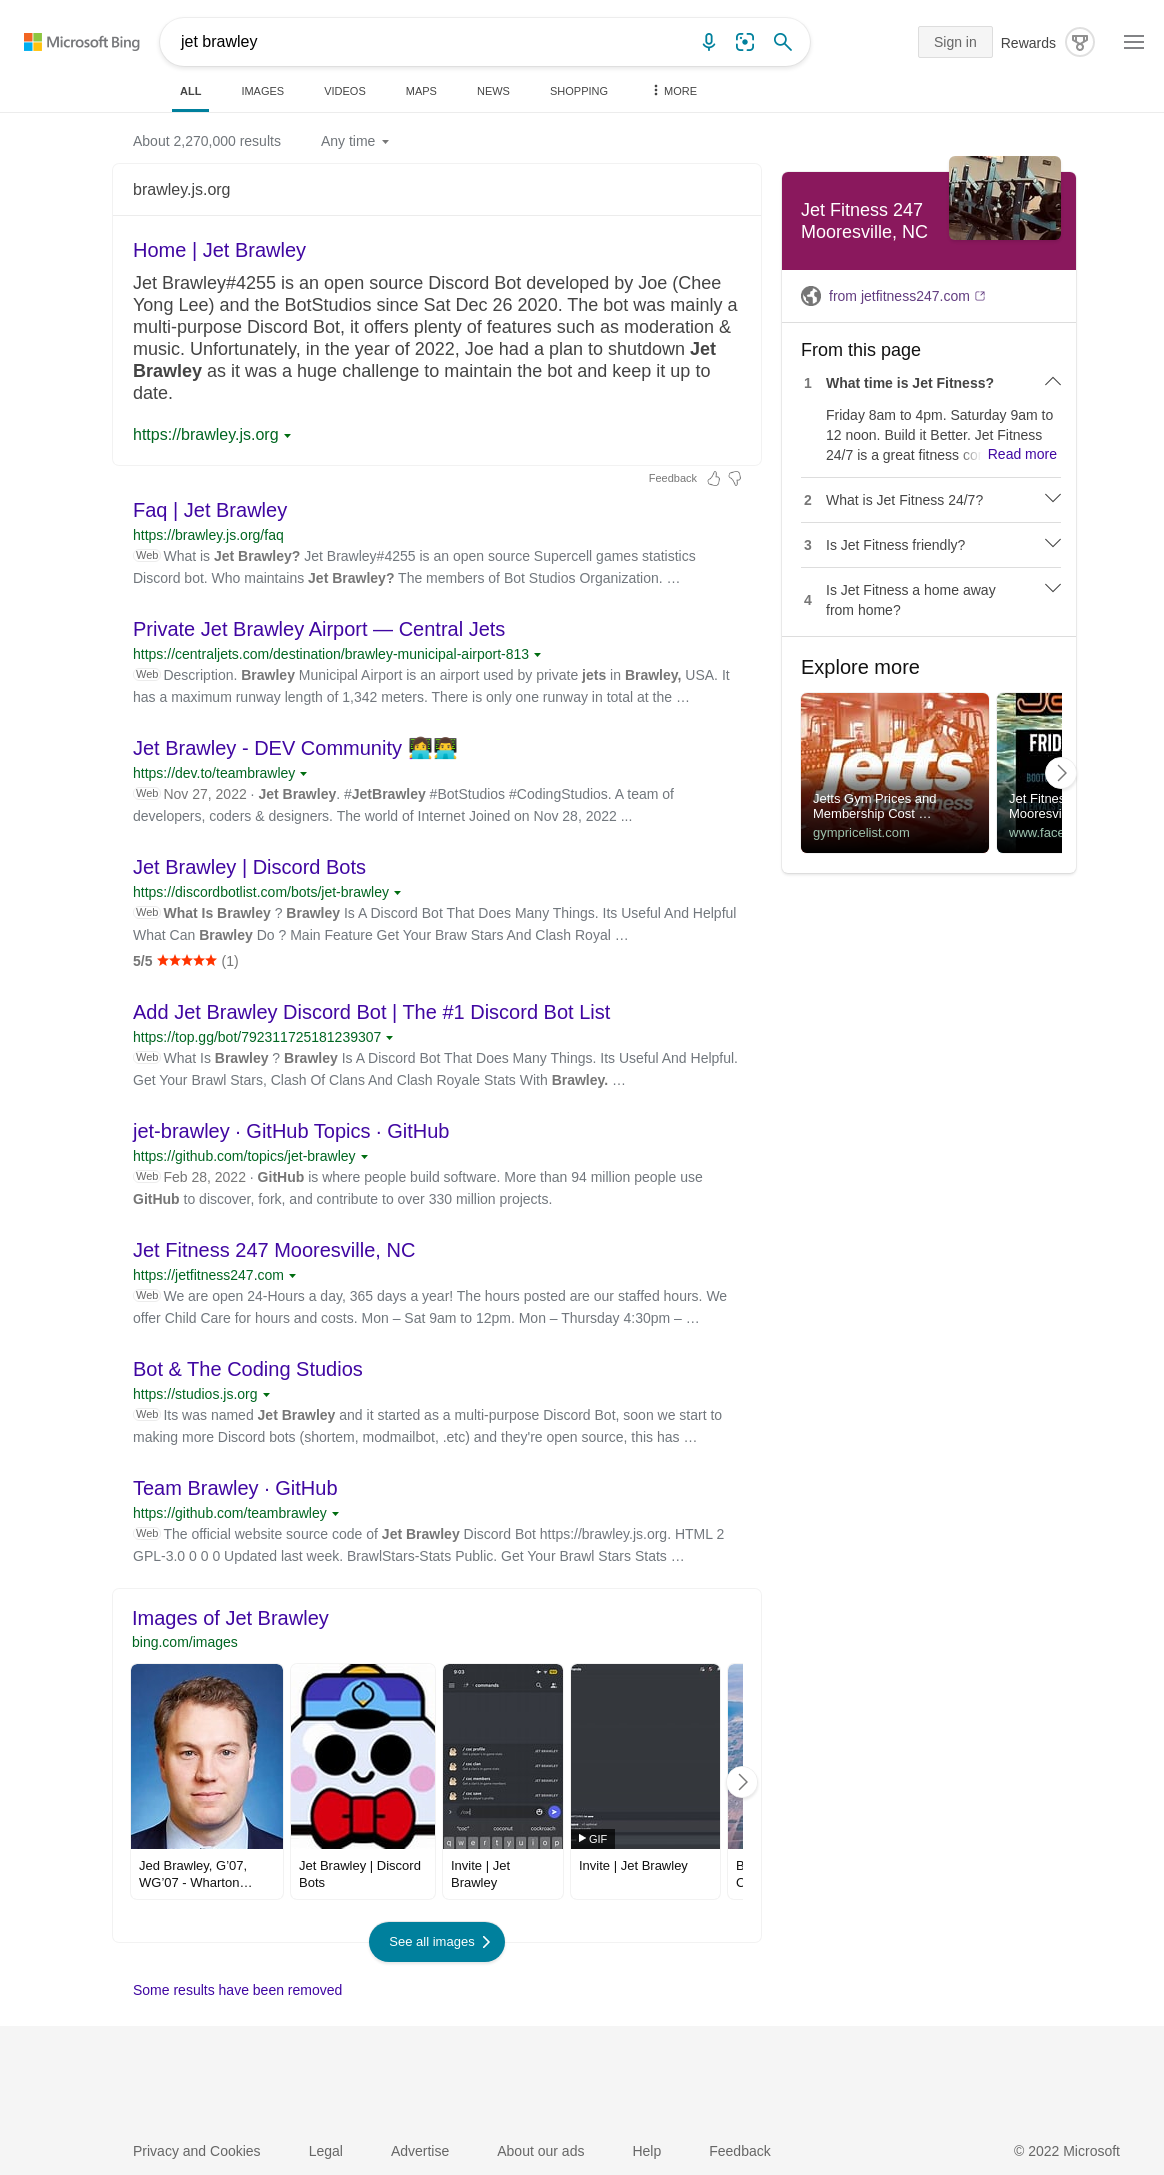 Microsoft Bing
jet brawley
Sign in
Rewards
ALL
IMAGES
VIDEOS
MAPS
NEWS
SHOPPING
MORE
About 2,270,000 results
Any time
brawley.js.org
Home | Jet Brawley
Jet Brawley#4255 is an open source Discord Bot developed by Joe (Chee
Yong Lee) and the BotStudios since Sat Dec 26 2020. The bot was mainly a
multi-purpose Discord Bot, it offers plenty of features such as moderation &
music. Unfortunately, in the year of 2022, Joe had a plan to shutdown Jet
Brawley as it was a huge challenge to maintain the bot and keep it up to
date.
https://brawley.js.org
Feedback
Faq | Jet Brawley
https://brawley.js.org/faq
Web What is Jet Brawley? Jet Brawley#4255 is an open source Supercell games statistics
Discord bot. Who maintains Jet Brawley? The members of Bot Studios Organization. …
Private Jet Brawley Airport — Central Jets
https://centraljets.com/destination/brawley-municipal-airport-813
Web Description. Brawley Municipal Airport is an airport used by private jets in Brawley, USA. It
has a maximum runway length of 1,342 meters. There is only one runway in total at the …
Jet Brawley - DEV Community 👩‍💻👨‍💻
https://dev.to/teambrawley
Web Nov 27, 2022 · Jet Brawley. #JetBrawley #BotStudios #CodingStudios. A team of
developers, coders & designers. The world of Internet Joined on Nov 28, 2022 ...
Jet Brawley | Discord Bots
https://discordbotlist.com/bots/jet-brawley
Web What Is Brawley ? Brawley Is A Discord Bot That Does Many Things. Its Useful And Helpful
What Can Brawley Do ? Main Feature Get Your Braw Stars And Clash Royal …
5/5 ★★★★★ (1)
Add Jet Brawley Discord Bot | The #1 Discord Bot List
https://top.gg/bot/792311725181239307
Web What Is Brawley ? Brawley Is A Discord Bot That Does Many Things. Its Useful And Helpful.
Get Your Brawl Stars, Clash Of Clans And Clash Royale Stats With Brawley. …
jet-brawley · GitHub Topics · GitHub
https://github.com/topics/jet-brawley
Web Feb 28, 2022 · GitHub is where people build software. More than 94 million people use
GitHub to discover, fork, and contribute to over 330 million projects.
Jet Fitness 247 Mooresville, NC
https://jetfitness247.com
Web We are open 24-Hours a day, 365 days a year! The hours posted are our staffed hours. We
offer Child Care for hours and costs. Mon – Sat 9am to 12pm. Mon – Thursday 4:30pm – …
Bot & The Coding Studios
https://studios.js.org
Web Its was named Jet Brawley and it started as a multi-purpose Discord Bot, soon we start to
making more Discord bots (shortem, modmailbot, .etc) and they're open source, this has …
Team Brawley · GitHub
https://github.com/teambrawley
Web The official website source code of Jet Brawley Discord Bot https://brawley.js.org. HTML 2
GPL-3.0 0 0 0 Updated last week. BrawlStars-Stats Public. Get Your Brawl Stars Stats …
Images of Jet Brawley
bing.com/images
9:03
commands
/ coc profile
JET BRAWLEY
/ coc clan
JET BRAWLEY
/ coc members
JET BRAWLEY
/ coc save
JET BRAWLEY
/coc
"coc" coconut cockroach
q w e r t y u i o p
GIF
Jed Brawley, G’07,
WG’07 - Wharton…
Jet Brawley | Discord
Bots
Invite | Jet
Brawley
Invite | Jet Brawley
See all images
Some results have been removed
Jet Fitness 247
Mooresville, NC
from jetfitness247.com
From this page
1 What time is Jet Fitness?
Friday 8am to 4pm. Saturday 9am to
12 noon. Build it Better. Jet Fitness
24/7 is a great fitness co Read more
2 What is Jet Fitness 24/7?
3 Is Jet Fitness friendly?
4 Is Jet Fitness a home away
from home?
Explore more
jetts
24 hour fitness
Jetts Gym Prices and
Membership Cost …
gympricelist.com
FRID
Jet Fitnes
Mooresvi
www.face
Privacy and Cookies
Legal
Advertise
About our ads
Help
Feedback
© 2022 Microsoft